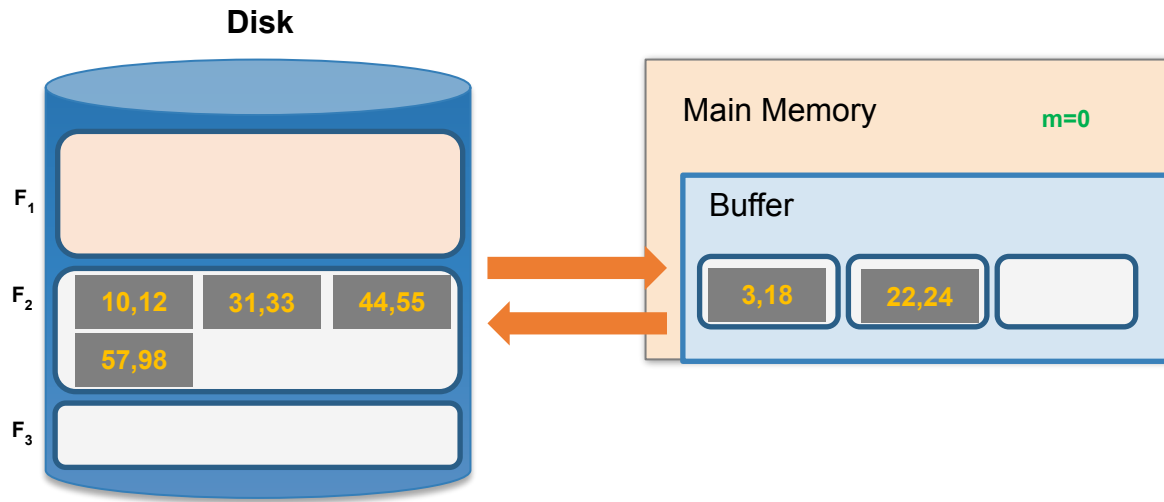 Disk
Main Memory
m=0
Buffer
F1
F2
10,12
31,33
44,55
57,98
3,18
22,24
F3